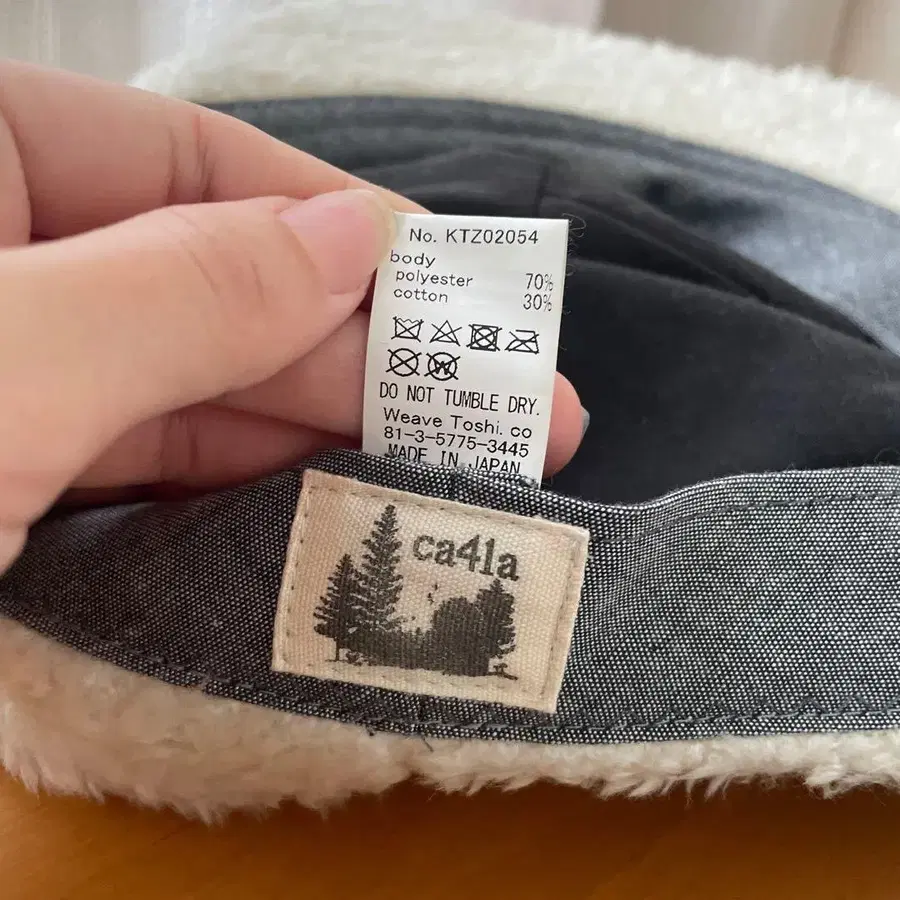 No. KTZ02054
body
polyester 70%
cotton 30%
W
DO NOT TUMBLE DRY.
Weave Toshi. co
81-3-5775-3445
MADE IN JAPAN
ca4la